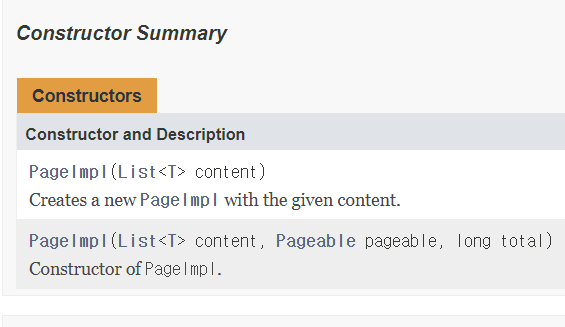 Constructor Summary
Constructors
Constructor and Description
PageImpl(List<T> content)
Creates a new PageImpl with the given content.
PageImpl(List<T> content, Pageable pageable, long total)
Constructor of PageImpl.